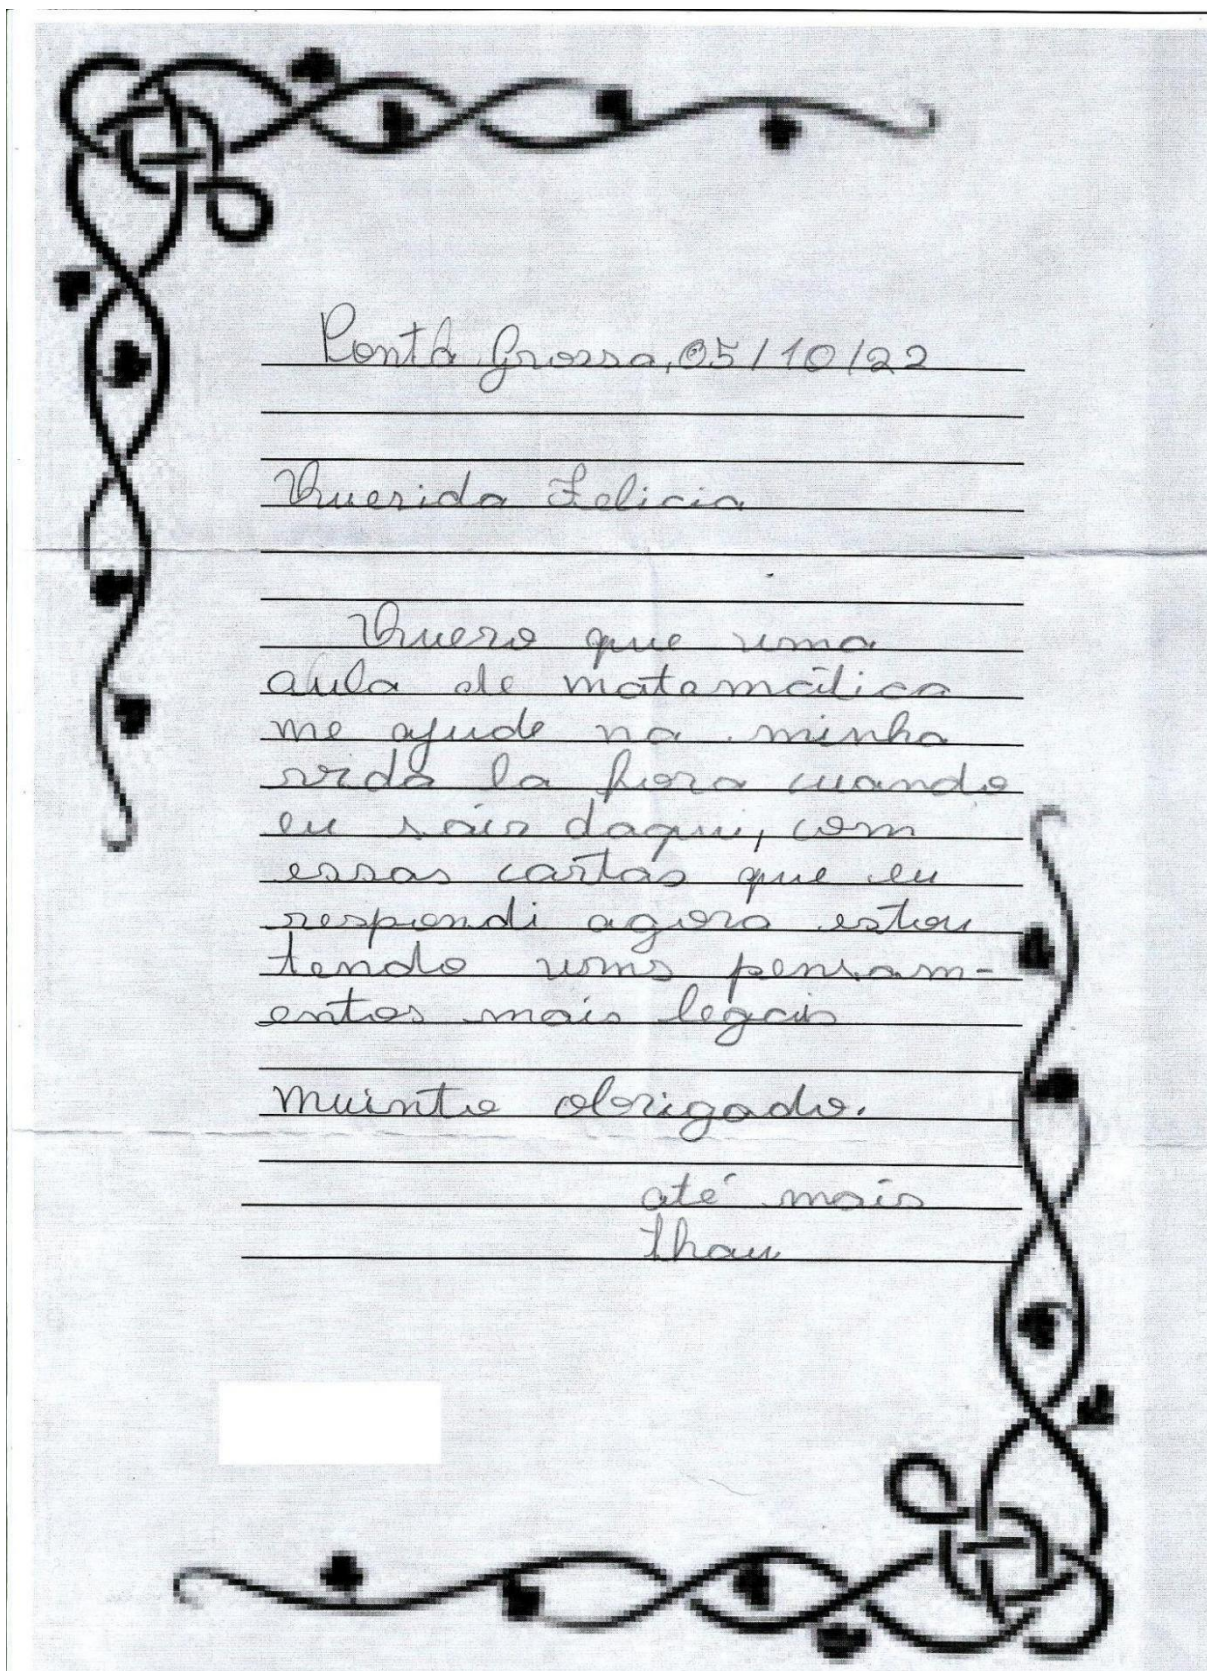 Ponta Grossa, 05/10/22
Querida Felicia
Quero que uma
aula de matemática
me ajude na minha
vida la fora cuando
eu sair daqui, com
essas cartas que eu
respondi agora estou
tendo ums pensam-
entos mais legais
Muinto obrigado.
até mais
thau